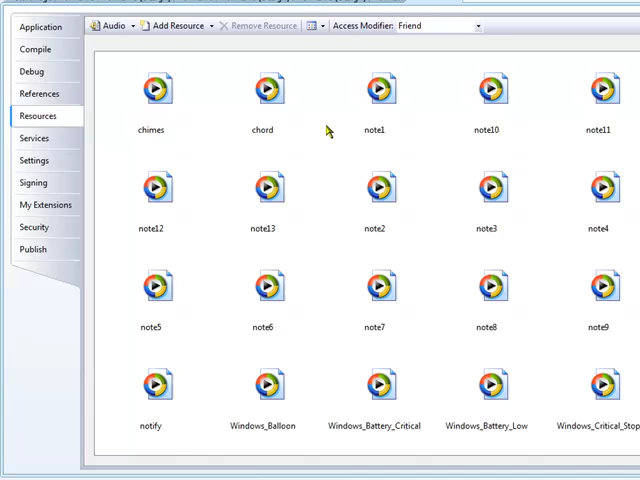 Application
Compile
Debug
References
Resources
Services
Settings
Signing
My Extensions
Security
Publish
Audio Add Resource Remove Resource Access Modifier: Friend
chimes chord note1 note10 note11
note12 note13 note2 note3 note4
note5 note6 note7 note8 note9
notify Windows_Balloon Windows_Battery_Critical Windows_Battery_Low Windows_Critical_Stop